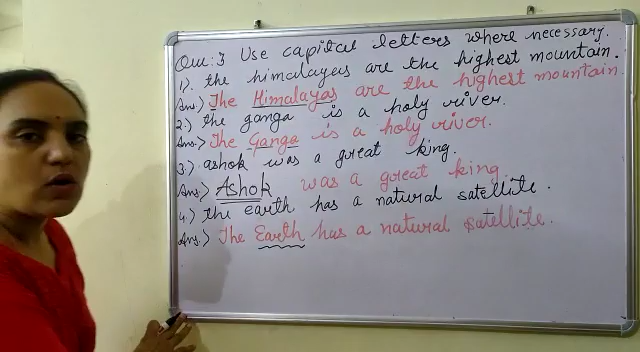 Que: 3 Use capital letters where necessary.
1). the himalayas are the highest mountain.
Ans.) The Himalayas are the highest mountain
2.) the ganga is a holy river.
Ans.) The Ganga is a holy river.
3.) ashok was a great king.
Ans) Ashok was a great king.
4.) the earth has a natural satellite.
Ans.) The Earth has a natural satellite.